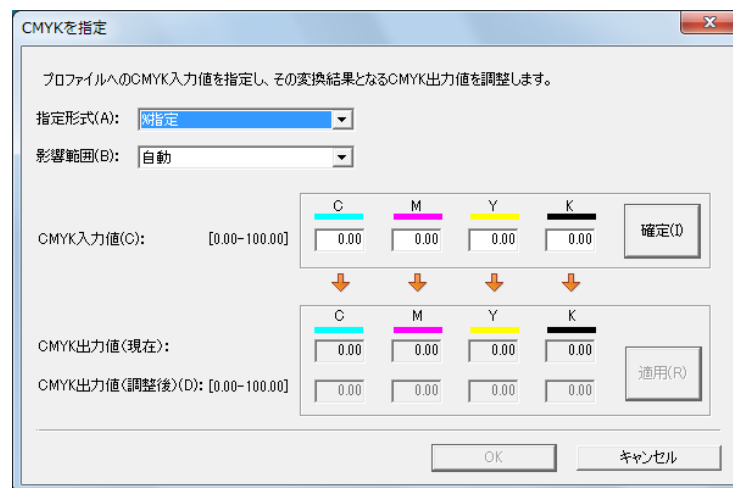 CMYKを指定
プロファイルへのCMYK入力値を指定し、その変換結果となるCMYK出力値を調整します。
指定形式(A): %指定
影響範囲(B): 自動
C M Y K
CMYK入力値(C): [0.00-100.00] 0.00 0.00 0.00 0.00 確定(I)
C M Y K
CMYK出力値(現在): 0.00 0.00 0.00 0.00
CMYK出力値(調整後)(D): [0.00-100.00] 0.00 0.00 0.00 0.00 適用(R)
OK キャンセル